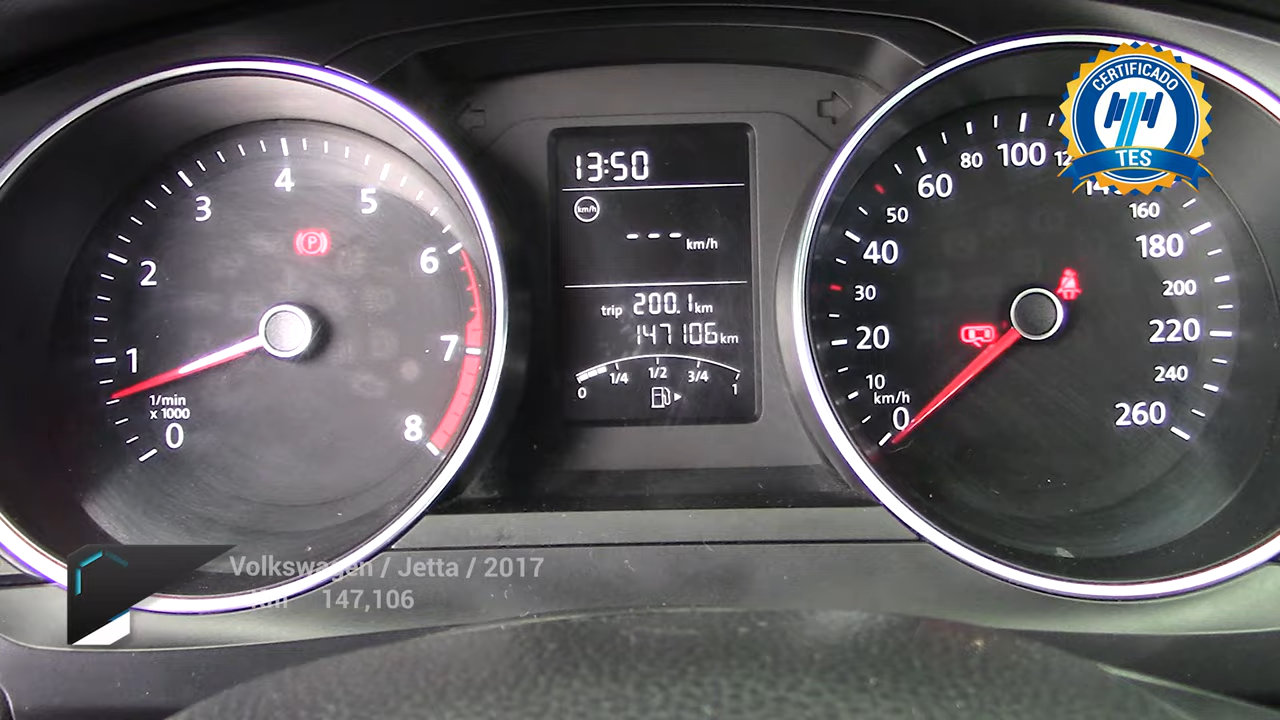 1/min
x 1000
0
1
2
3
4
5
6
7
8
P
13:50
km/h
--- km/h
trip 200.1 km
147106 km
0 1/4 1/2 3/4 1
km/h
0
10
20
30
40
50
60
80
100
160
180
200
220
240
260
CERTIFICADO
TES
Volkswagen / Jetta / 2017
km 147,106